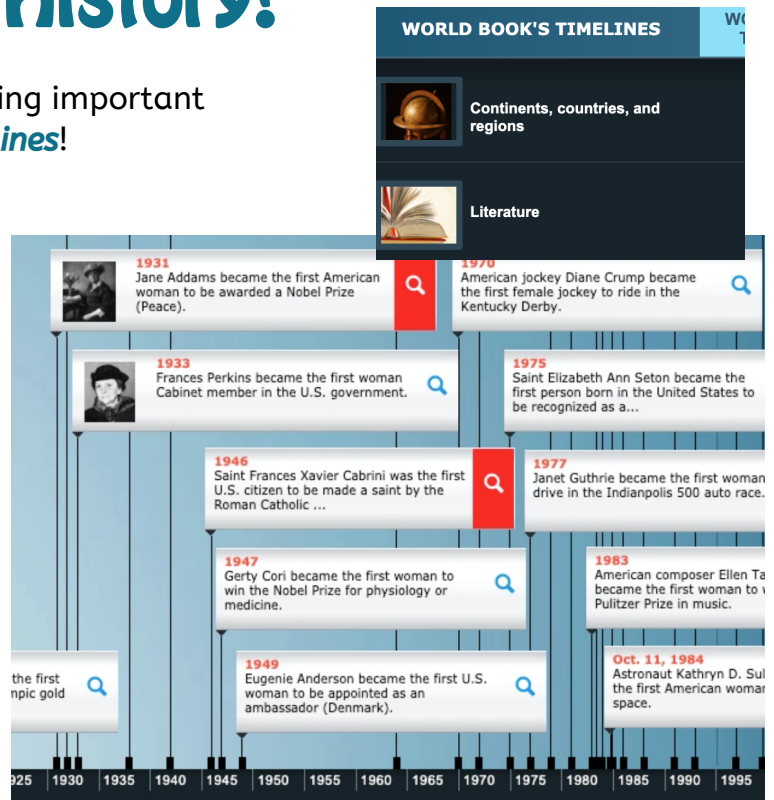 History!
ing important
ines!
WORLD BOOK'S TIMELINES
Continents, countries, and
regions
Literature
1931
Jane Addams became the first American
woman to be awarded a Nobel Prize
(Peace).
1970
American jockey Diane Crump became
the first female jockey to ride in the
Kentucky Derby.
1933
Frances Perkins became the first woman
Cabinet member in the U.S. government.
1975
Saint Elizabeth Ann Seton became the
first person born in the United States to
be recognized as a...
1946
Saint Frances Xavier Cabrini was the first
U.S. citizen to be made a saint by the
Roman Catholic ...
1977
Janet Guthrie became the first woman
drive in the Indianpolis 500 auto race.
1947
Gerty Cori became the first woman to
win the Nobel Prize for physiology or
medicine.
1983
American composer Ellen Ta
became the first woman to
Pulitzer Prize in music.
the first
mpic gold
1949
Eugenie Anderson became the first U.S.
woman to be appointed as an
ambassador (Denmark).
Oct. 11, 1984
Astronaut Kathryn D. Sul
the first American woman
space.
925 1930 1935 1940 1945 1950 1955 1960 1965 1970 1975 1980 1985 1990 1995